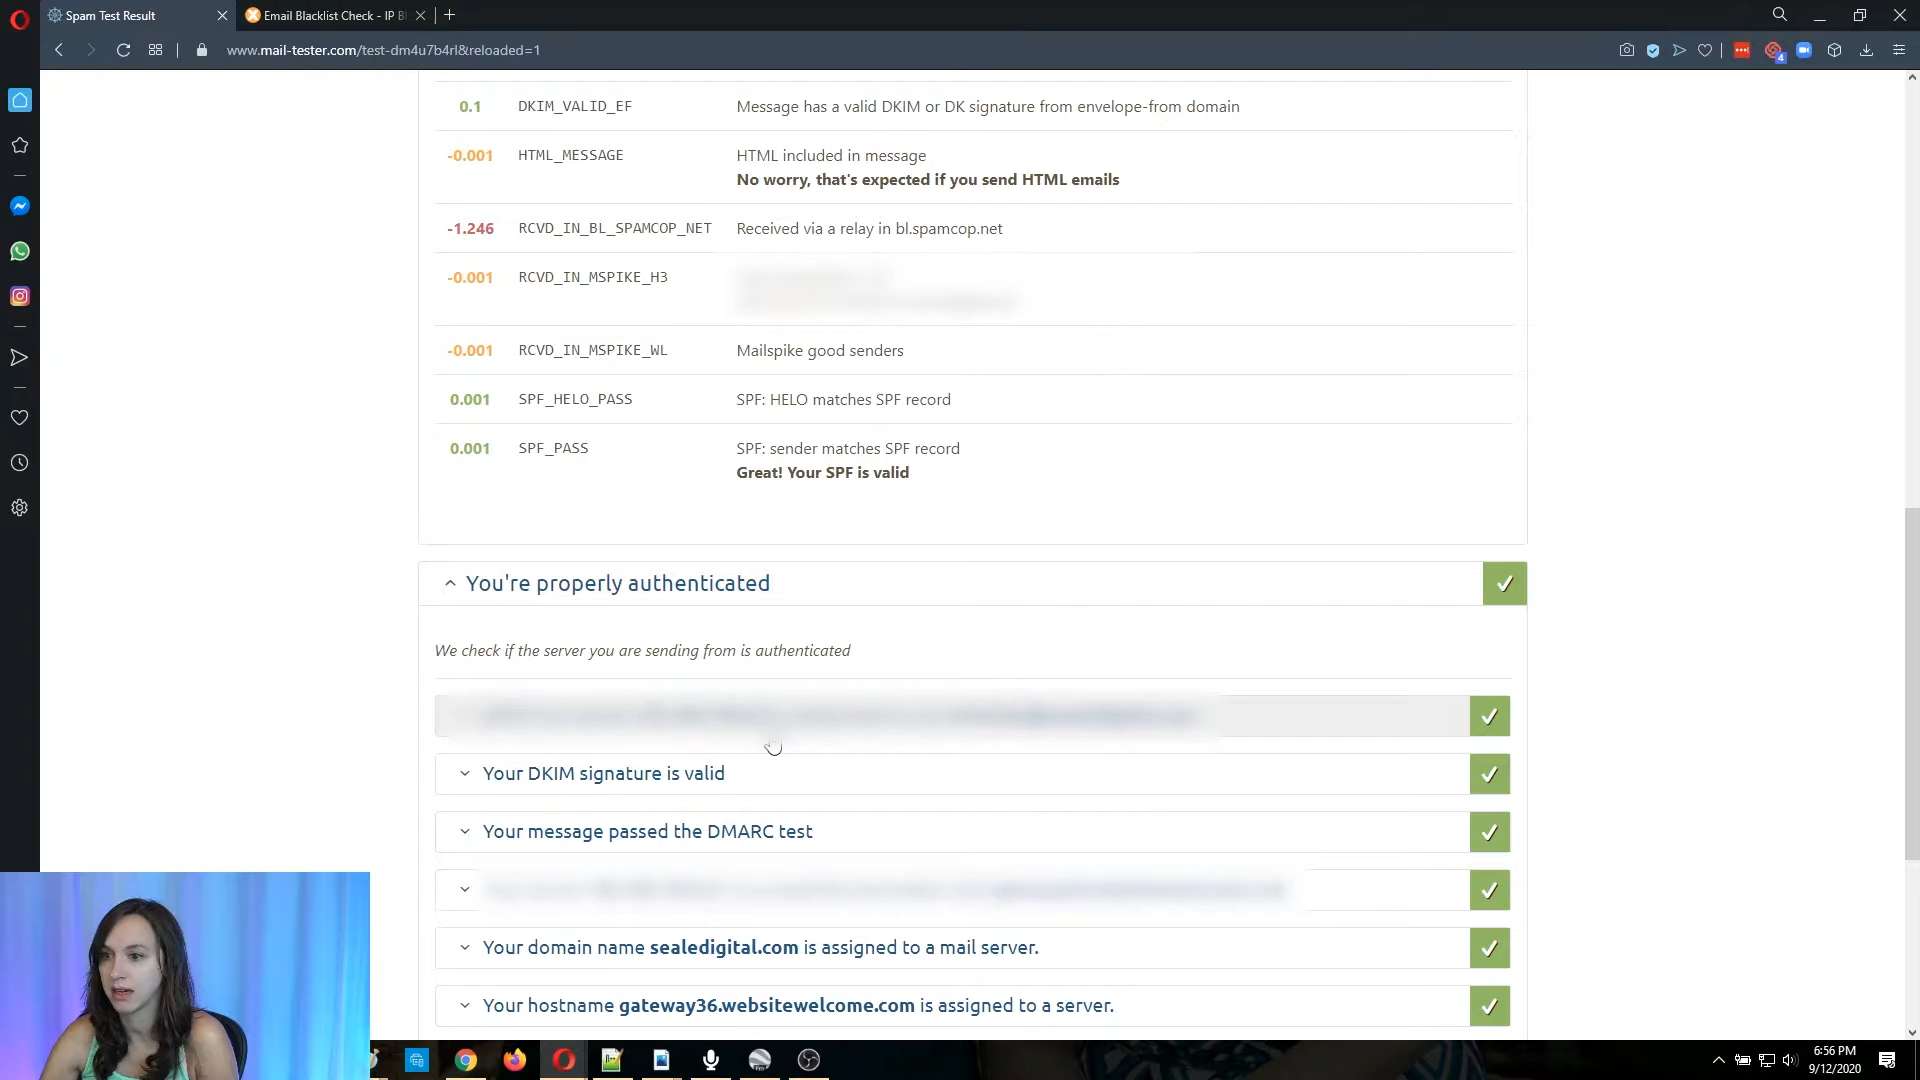 Spam Test Result
Email Blacklist Check - IP Bl
www.mail-tester.com/test-dm4u7b4rl&reloaded=1
4
0.1 DKIM_VALID_EF Message has a valid DKIM or DK signature from envelope-from domain
-0.001 HTML_MESSAGE HTML included in message
No worry, that's expected if you send HTML emails
-1.246 RCVD_IN_BL_SPAMCOP_NET Received via a relay in bl.spamcop.net
-0.001 RCVD_IN_MSPIKE_H3
-0.001 RCVD_IN_MSPIKE_WL Mailspike good senders
0.001 SPF_HELO_PASS SPF: HELO matches SPF record
0.001 SPF_PASS SPF: sender matches SPF record
Great! Your SPF is valid
You're properly authenticated
We check if the server you are sending from is authenticated
Your DKIM signature is valid
Your message passed the DMARC test
Your domain name sealedigital.com is assigned to a mail server.
Your hostname gateway36.websitewelcome.com is assigned to a server.
6:56 PM
9/12/2020